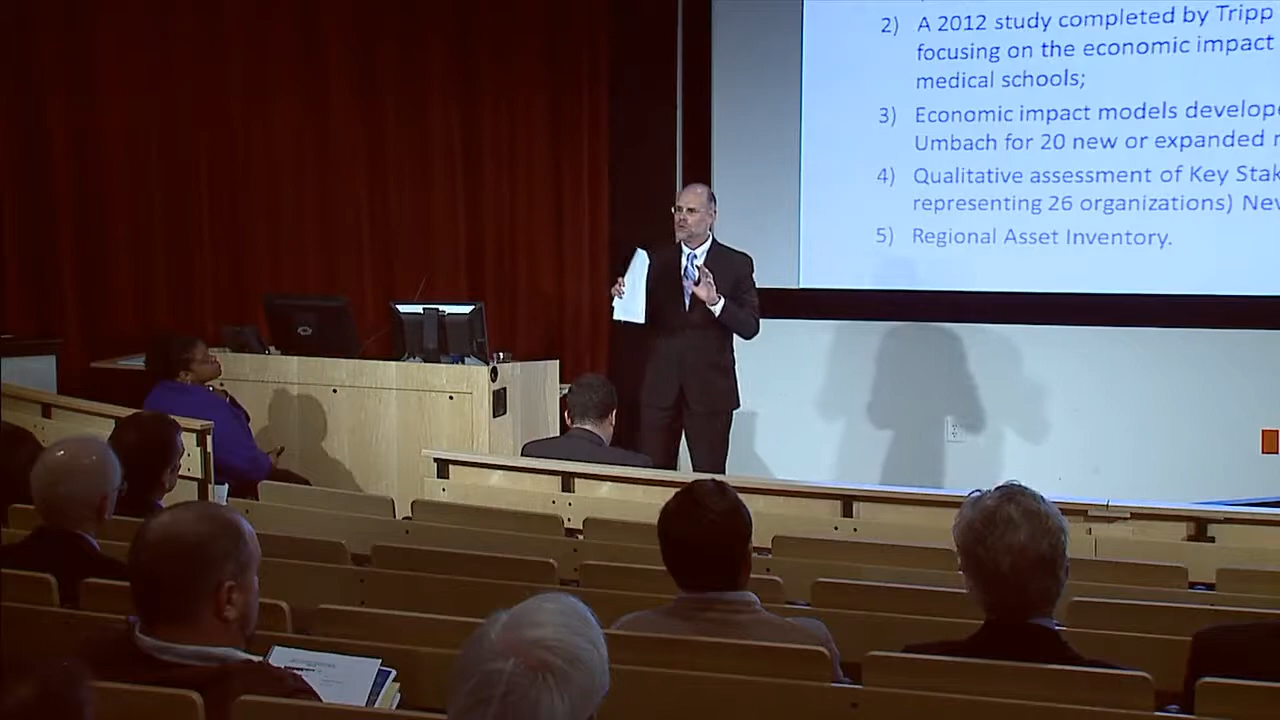 2) A 2012 study completed by Tripp
focusing on the economic impact
medical schools;
3) Economic impact models develope
Umbach for 20 new or expanded
4) Qualitative assessment of Key Stak
representing 26 organizations) Nev
5) Regional Asset Inventory.